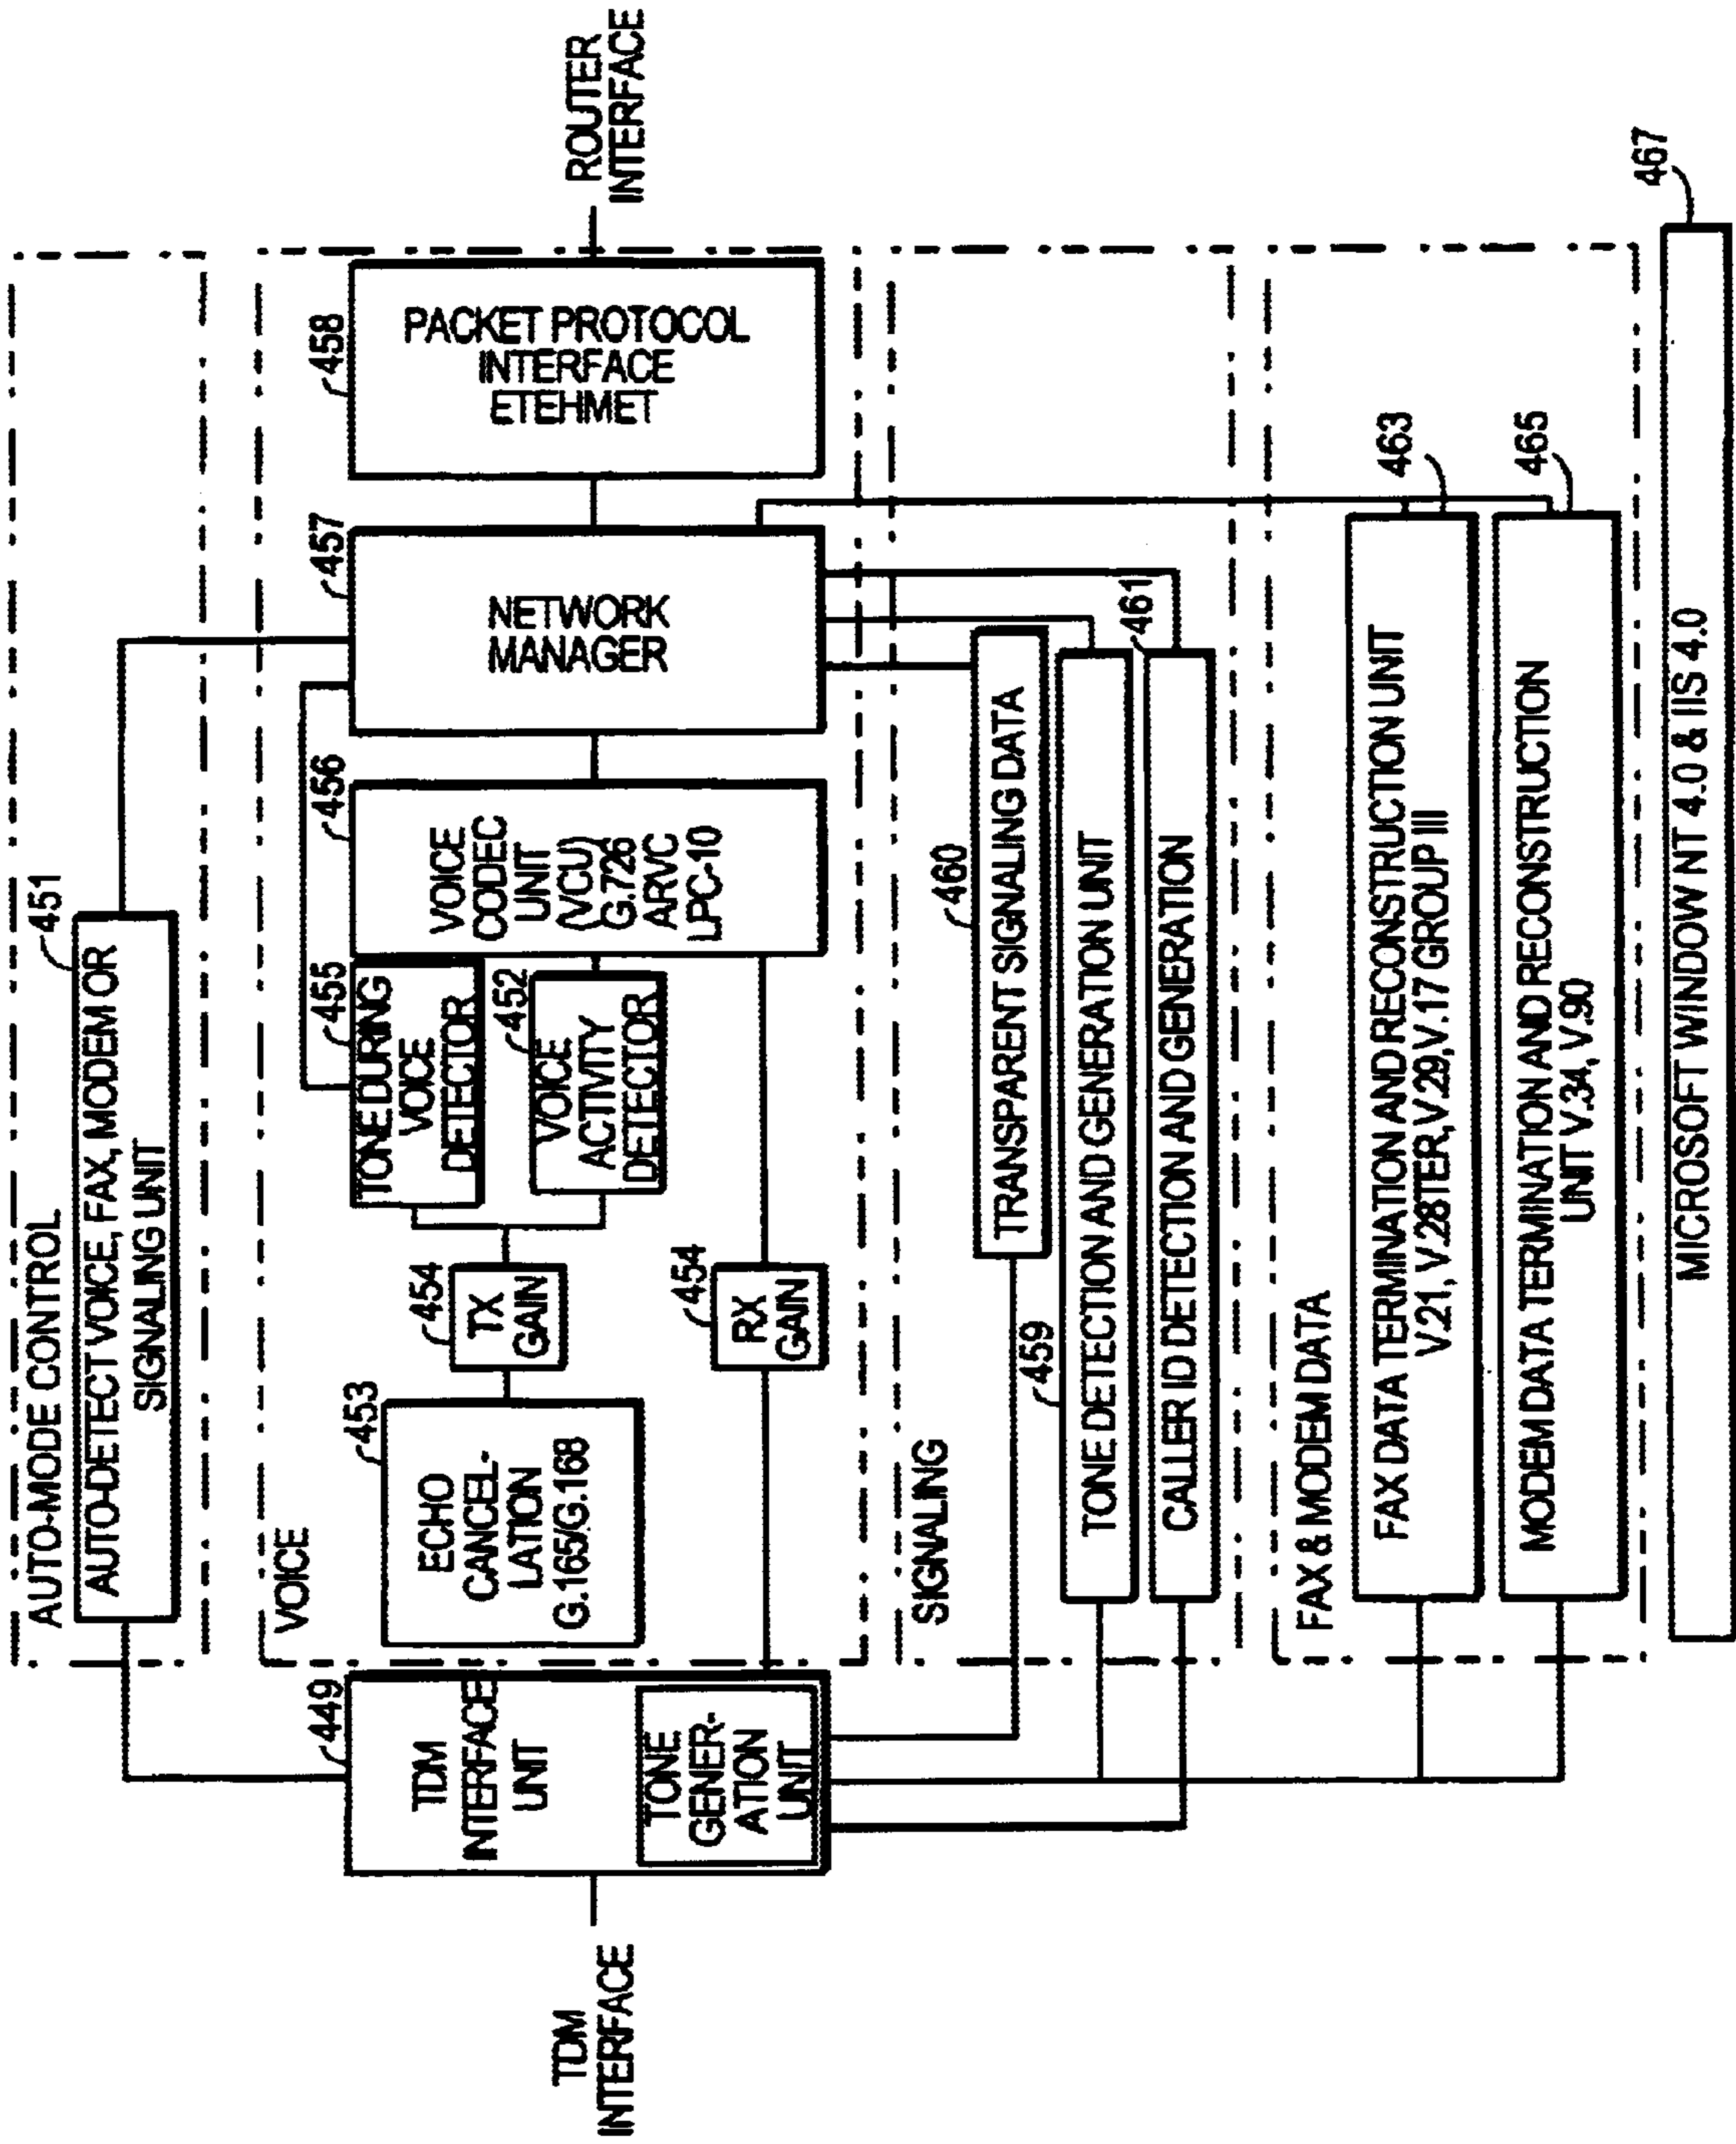 AUTO-MODE CONTROL
451
AUTO-DETECT VOICE, FAX, MODEM OR
SIGNALING UNIT
VOICE
TDM
INTERFACE
449
TDM
INTERFACE
UNIT
TONE
GENER-
ATION
UNIT
453
ECHO
CANCEL-
LATION
G.165/G.168
454
TX
GAIN
454
RX
GAIN
455
TONE DURING
VOICE
DETECTOR
452
VOICE
ACTIVITY
DETECTOR
456
VOICE
CODEC
UNIT
(VCU)
G.726
ARVC
LPC-10
457
NETWORK
MANAGER
458
PACKET PROTOCOL
INTERFACE
ETEHMET
ROUTER
INTERFACE
SIGNALING
460
TRANSPARENT SIGNALING DATA
459
TONE DETECTION AND GENERATION UNIT
461
CALLER ID DETECTION AND GENERATION
FAX & MODEM DATA
FAX DATA TERMINATION AND RECONSTRUCTION UNIT
V.21, V.28TER, V.29, V.17 GROUP III
463
MODEM DATA TERMINATION AND RECONSTRUCTION
UNIT V.34, V.90
465
MICROSOFT WINDOW NT 4.0 & IIS 4.0
467